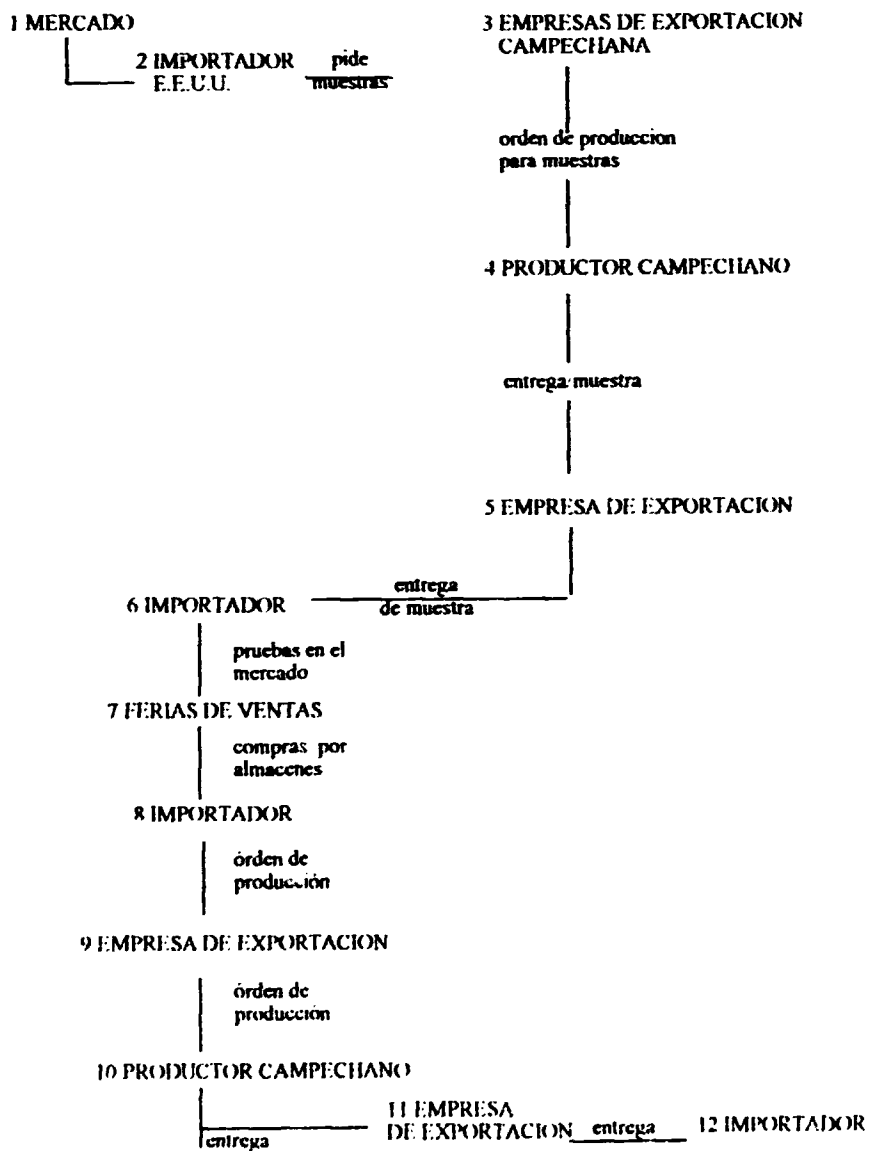 1 MERCADO
2 IMPORTADOR
E.E.U.U.
pide
muestras
3 EMPRESAS DE EXPORTACION
CAMPECHANA
orden de produccion
para muestras
4 PRODUCTOR CAMPECHANO
entrega muestra
5 EMPRESA DE EXPORTACION
entrega
de muestra
6 IMPORTADOR
pruebas en el
mercado
7 FERIAS DE VENTAS
compras por
almacenes
8 IMPORTADOR
órden de
producción
9 EMPRESA DE EXPORTACION
órden de
producción
10 PRODUCTOR CAMPECHANO
entrega
11 EMPRESA
DE EXPORTACION
entrega
12 IMPORTADOR